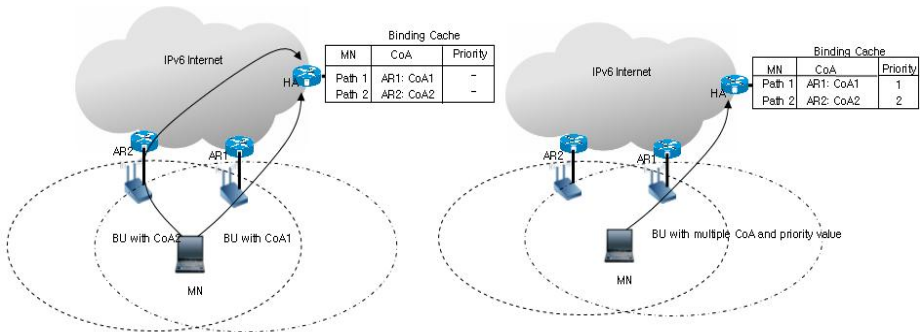 Binding Cache
MN CoA Priority
Path 1 AR1: CoA1 -
Path 2 AR2: CoA2 -
IPv6 Internet
HA
AR2
AR1
BU with CoA2
BU with CoA1
MN
Binding Cache
MN CoA Priority
Path 1 AR1: CoA1 1
Path 2 AR2: CoA2 2
IPv6 Internet
HA
AR2
AR1
BU with multiple CoA and priority value
MN